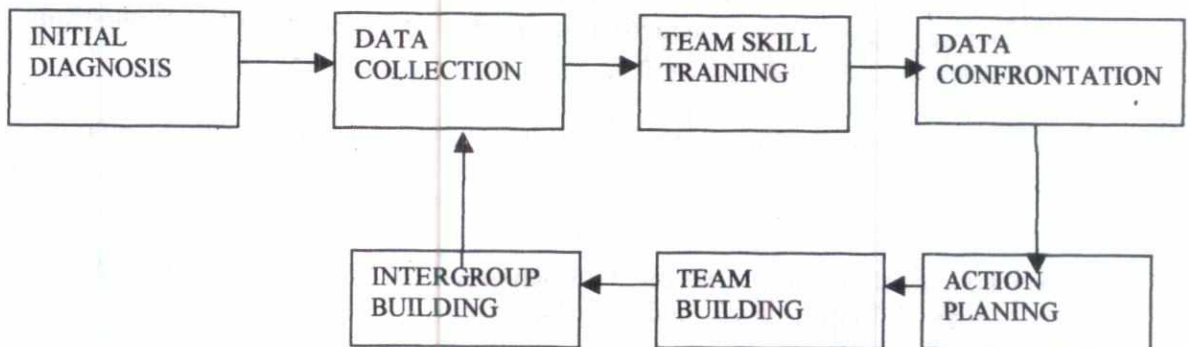 INITIAL
DIAGNOSIS
DATA
COLLECTION
TEAM SKILL
TRAINING
DATA
CONFRONTATION
INTERGROUP
BUILDING
TEAM
BUILDING
ACTION
PLANING